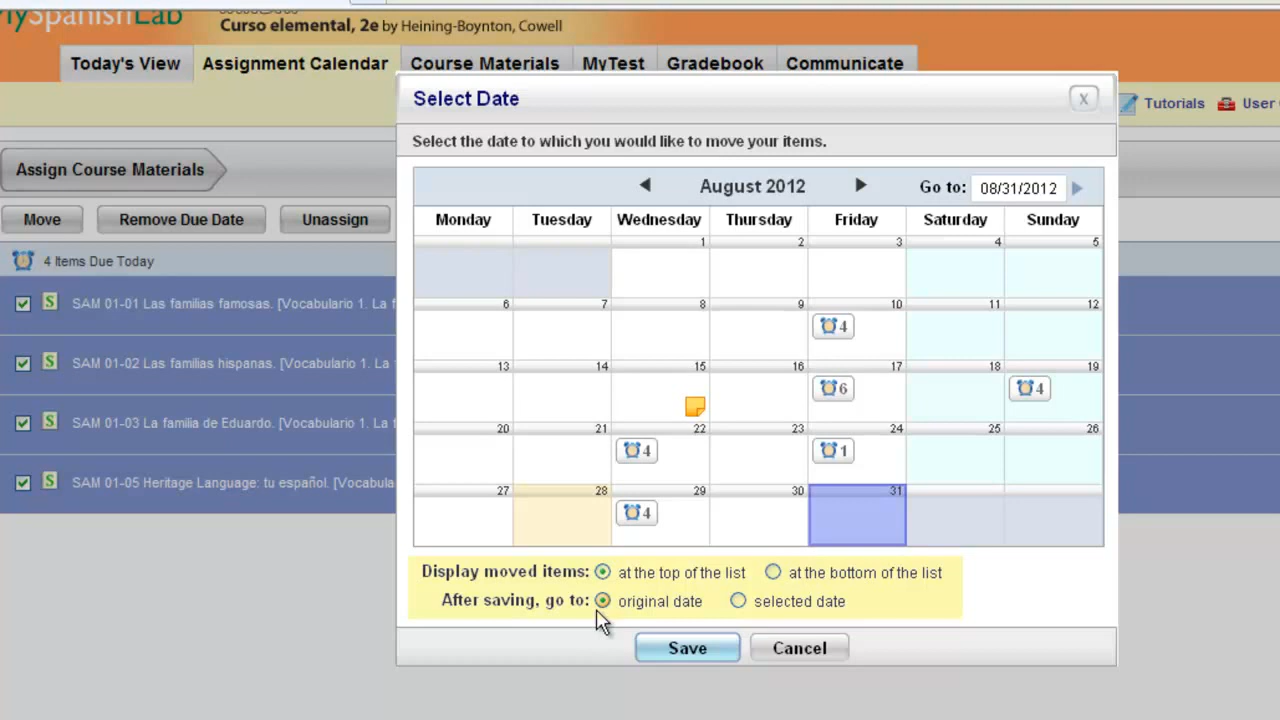 MySpanishLab
Curso elemental, 2e by Heining-Boynton, Cowell
Today's View Assignment Calendar Course Materials MyTest Gradebook Communicate
Select Date
X
Tutorials User
Select the date to which you would like to move your items.
Assign Course Materials
August 2012 Go to: 08/31/2012
Move Remove Due Date Unassign
Monday Tuesday Wednesday Thursday Friday Saturday Sunday
1 2 3 4 5
4 Items Due Today
SAM 01-01 Las familias famosas. [Vocabulario 1. La f
6 7 8 9 10 11 12
4
SAM 01-02 Las familias hispanas. [Vocabulario 1. La
13 14 15 16 17 18 19
6 4
SAM 01-03 La familia de Eduardo. [Vocabulario 1. La f
20 21 22 23 24 25 26
4 1
SAM 01-05 Heritage Language: tu español. [Vocabula
27 28 29 30 31
4
Display moved items: at the top of the list at the bottom of the list
After saving, go to: original date selected date
Save Cancel